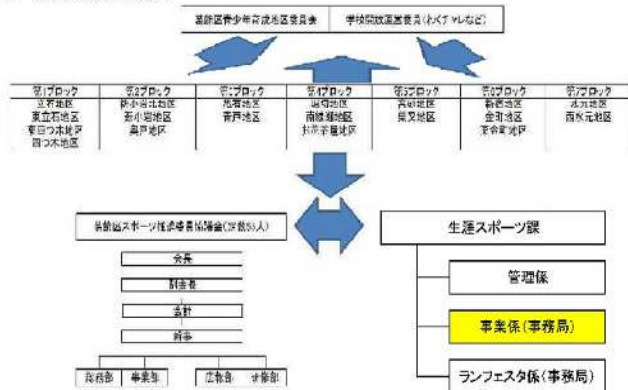 葛飾区青少年育成地区委員会
学校開放運営委員(わくチャレなど)
第1ブロック
立石地区
東立石地区
東四つ木地区
四つ木地区
第2ブロック
新小岩北地区
新小岩地区
奥戸地区
第3ブロック
亀有地区
青戸地区
第4ブロック
堀切地区
南綾瀬地区
お花茶屋地区
第5ブロック
高砂地区
柴又地区
第6ブロック
新宿地区
金町地区
東金町地区
第7ブロック
水元地区
西水元地区
葛飾区スポーツ推進委員協議会
会長
副会長
会計
幹事
総務部
事業部
広報部
研修部
生涯スポーツ課
管理係
事業係(事務局)
ランフェスタ係(事務局)